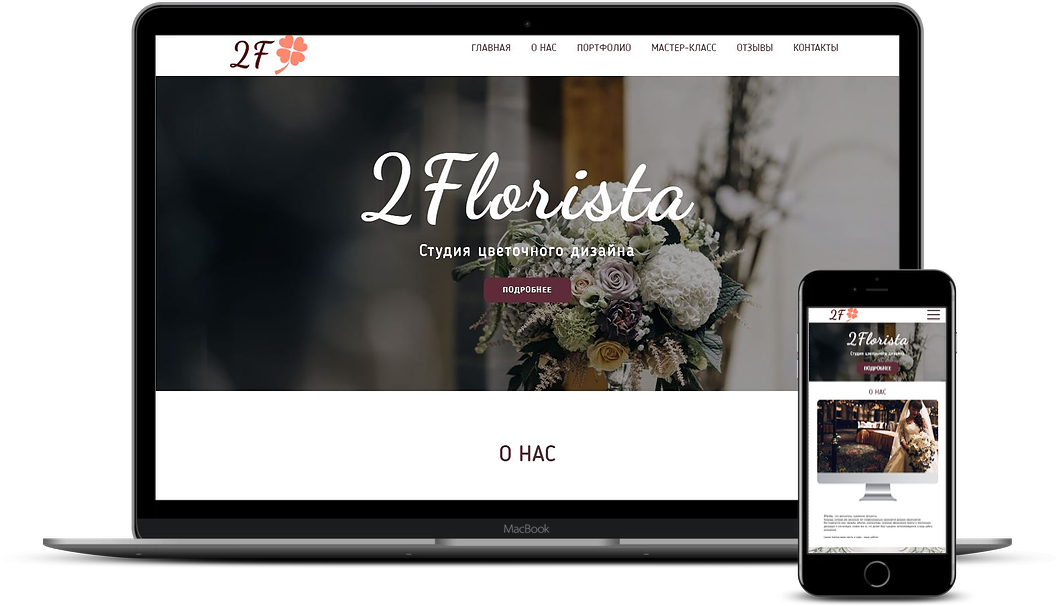 2F
ГЛАВНАЯ О НАС ПОРТФОЛИО МАСТЕР-КЛАСС ОТЗЫВЫ КОНТАКТЫ
2Florista
Студия цветочного дизайна
ПОДРОБНЕЕ
О НАС
MacBook
2F
2Florista
Студия цветочного дизайна
ПОДРОБНЕЕ
О НАС